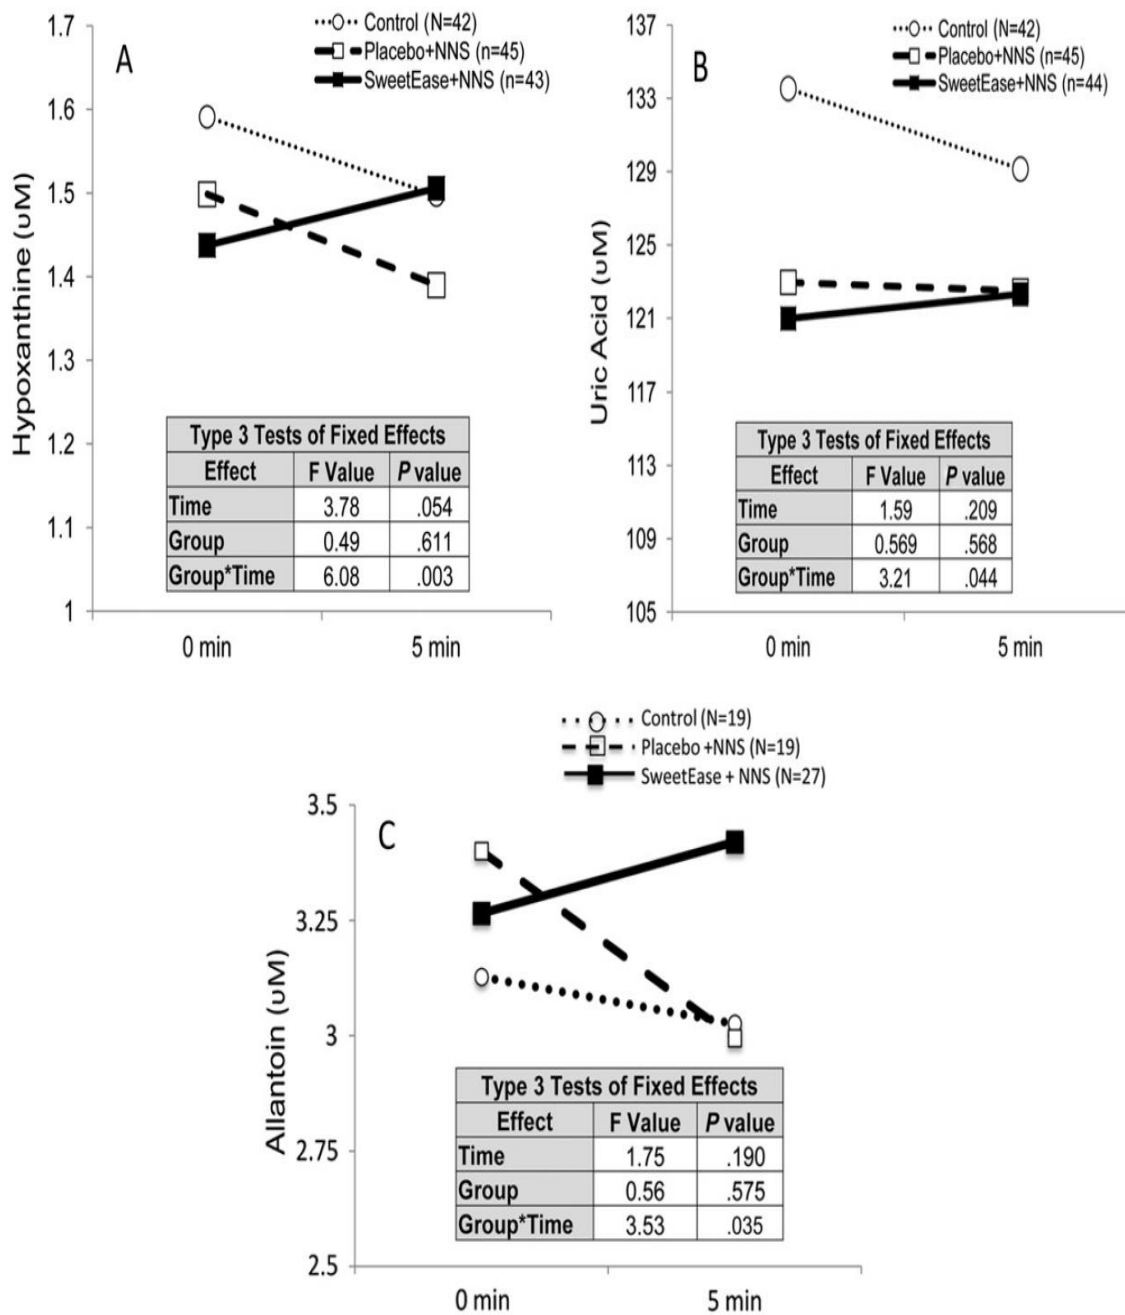 A
Control (N=42)
Placebo+NNS (n=45)
SweetEase+NNS (n=43)
Hypoxanthine (υM)
1.7
1.6
1.5
1.4
1.3
1.2
1.1
1
Type 3 Tests of Fixed Effects
Effect F Value P value
Time 3.78 .054
Group 0.49 .611
Group*Time 6.08 .003
0 min 5 min
B
Control (N=42)
Placebo+NNS (n=45)
SweetEase+NNS (n=44)
Uric Acid (υM)
137
133
129
125
121
117
113
109
105
Type 3 Tests of Fixed Effects
Effect F Value P value
Time 1.59 .209
Group 0.569 .568
Group*Time 3.21 .044
0 min 5 min
Control (N=19)
Placebo +NNS (N=19)
SweetEase + NNS (N=27)
C
Allantoin (υM)
3.5
3.25
3
2.75
2.5
Type 3 Tests of Fixed Effects
Effect F Value P value
Time 1.75 .190
Group 0.56 .575
Group*Time 3.53 .035
0 min 5 min